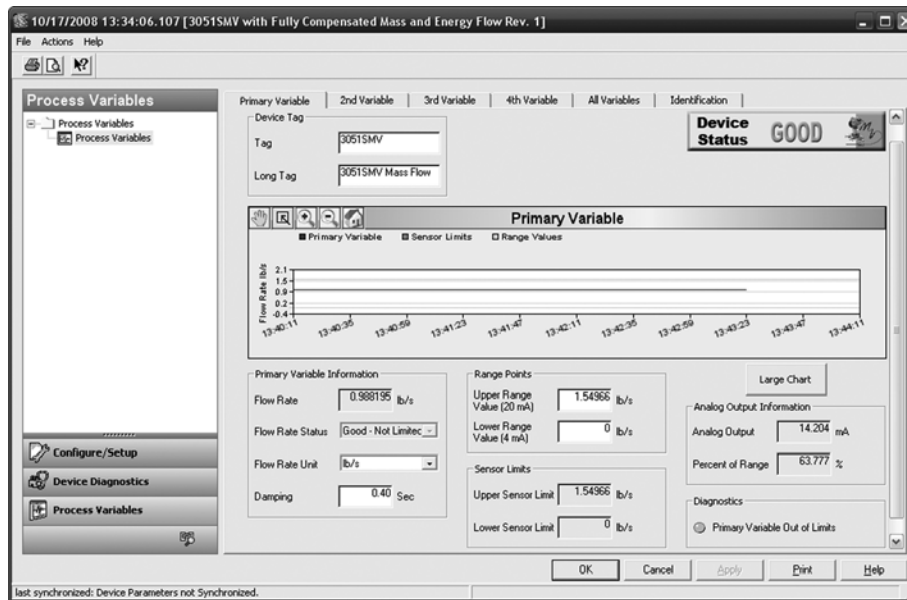 10/17/2008 13:34:06.107 [3051SMV with Fully Compensated Mass and Energy Flow Rev. 1]
File Actions Help
Process Variables
Process Variables
Process Variables
Configure/Setup
Device Diagnostics
Process Variables
Primary Variable 2nd Variable 3rd Variable 4th Variable All Variables Identification
Device Tag
Tag 3051SMV
Long Tag 3051SMV Mass Flow
Device Status GOOD
Primary Variable
Primary Variable Sensor Limits Range Values
Flow Rate lb/s
2.1
1.5
0.9
0.2
-0.4
13:40:11 13:40:35 13:40:59 13:41:23 13:41:47 13:42:11 13:42:35 13:42:59 13:43:23 13:43:47 13:44:11
Primary Variable Information
Flow Rate 0.988195 lb/s
Flow Rate Status Good - Not Limited
Flow Rate Unit lb/s
Damping 0.40 Sec
Range Points
Upper Range Value (20 mA) 1.54966 lb/s
Lower Range Value (4 mA) 0 lb/s
Sensor Limits
Upper Sensor Limit 1.54966 lb/s
Lower Sensor Limit 0 lb/s
Large Chart
Analog Output Information
Analog Output 14.204 mA
Percent of Range 63.777 %
Diagnostics
Primary Variable Out of Limits
OK Cancel Apply Print Help
last synchronized: Device Parameters not Synchronized.